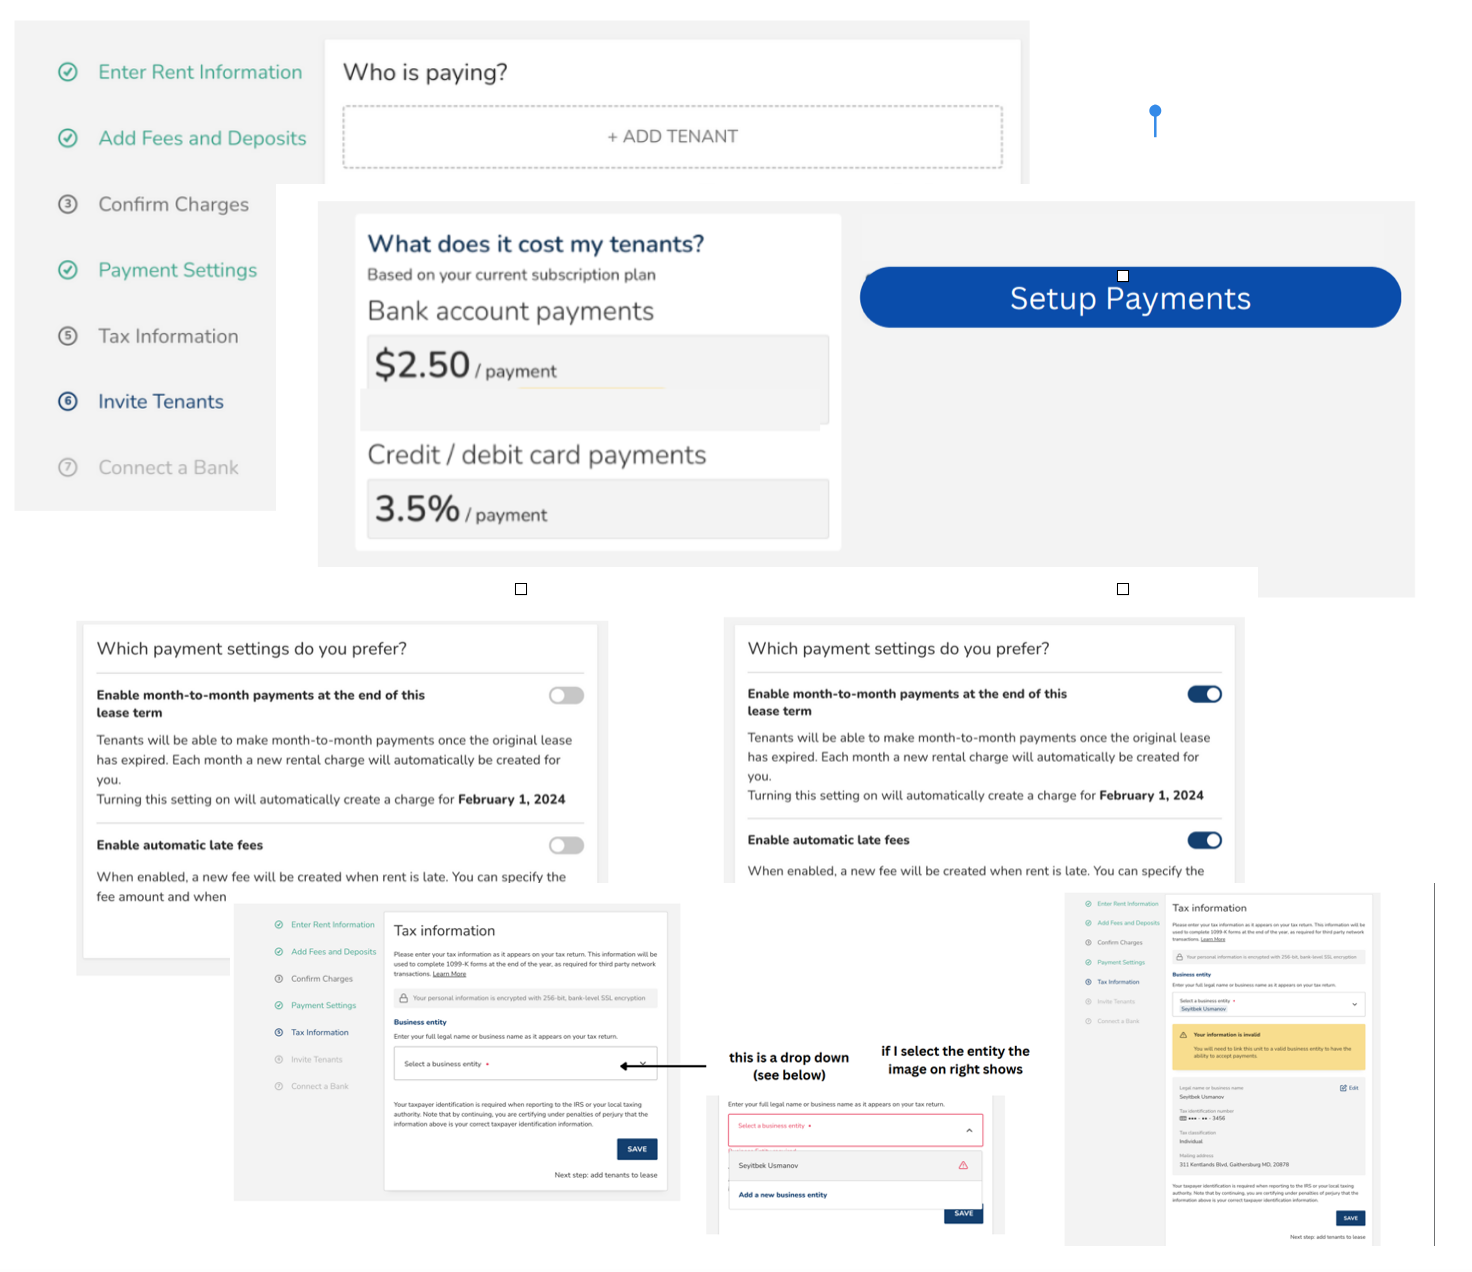 Enter Rent Information
Add Fees and Deposits
3 Confirm Charges
Payment Settings
5 Tax Information
6 Invite Tenants
7 Connect a Bank
Who is paying?
+ ADD TENANT
What does it cost my tenants?
Based on your current subscription plan
Bank account payments
$2.50 / payment
Credit / debit card payments
3.5% / payment
Setup Payments
Which payment settings do you prefer?
Enable month-to-month payments at the end of this
lease term
Tenants will be able to make month-to-month payments once the original lease
has expired. Each month a new rental charge will automatically be created for
you.
Turning this setting on will automatically create a charge for February 1, 2024
Enable automatic late fees
When enabled, a new fee will be created when rent is late. You can specify the
fee amount and when
Which payment settings do you prefer?
Enable month-to-month payments at the end of this
lease term
Tenants will be able to make month-to-month payments once the original lease
has expired. Each month a new rental charge will automatically be created for
you.
Turning this setting on will automatically create a charge for February 1, 2024
Enable automatic late fees
When enabled, a new fee will be created when rent is late. You can specify the
Enter Rent Information
Add Fees and Deposits
3 Confirm Charges
Payment Settings
5 Tax Information
6 Invite Tenants
7 Connect a Bank
Tax information
Please enter your tax information as it appears on your tax return. This information will be
used to complete 1099-K forms at the end of the year, as required for third party network
transactions. Learn More
Your personal information is encrypted with 256-bit, bank-level SSL encryption
Business entity
Enter your full legal name or business name as it appears on your tax return.
Select a business entity *
Your taxpayer identification is required when reporting to the IRS or your local taxing
authority. Note that by continuing, you are certifying under penalties of perjury that the
information above is your correct taxpayer identification information.
SAVE
Next step: add tenants to lease
this is a drop down
(see below)
if I select the entity the
image on right shows
Enter your full legal name or business name as it appears on your tax return.
Select a business entity *
Seyitbek Usmanov
Add a new business entity
SAVE
Enter Rent Information
Add Fees and Deposits
3 Confirm Charges
Payment Settings
5 Tax Information
6 Invite Tenants
7 Connect a Bank
Tax information
Please enter your tax information as it appears on your tax return. This information will be
used to complete 1099-K forms at the end of the year, as required for third party network
transactions. Learn More
Your personal information is encrypted with 256-bit, bank-level SSL encryption
Business entity
Enter your full legal name or business name as it appears on your tax return.
Select a business entity *
Seyitbek Usmanov
Your information is invalid
You will need to link this unit to a valid business entity to have the
ability to accept payments
Legal name or business name
Edit
Seyitbek Usmanov
Tax identification number
••• - •• - 3456
Tax classification
Individual
Mailing address
311 Kentlands Blvd, Gaithersburg MD, 20878
Your taxpayer identification is required when reporting to the IRS or your local taxing
authority. Note that by continuing, you are certifying under penalties of perjury that the
information above is your correct taxpayer identification information.
SAVE
Next step: add tenants to lease